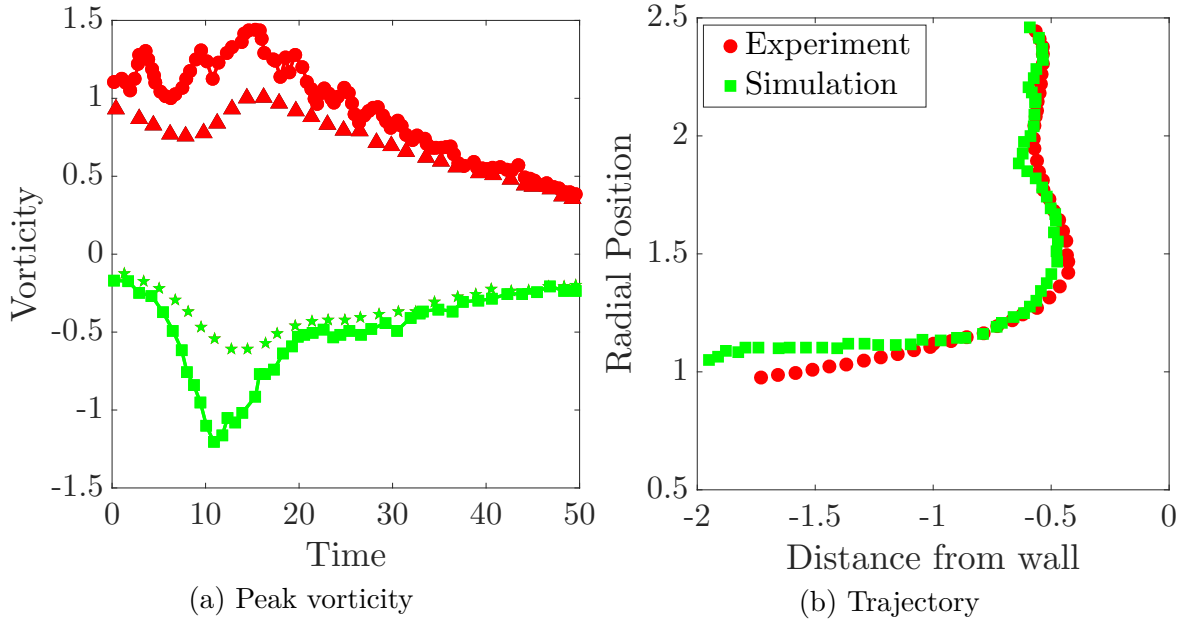 1.5
1
0.5
0
-0.5
-1
-1.5
Vorticity
0 10 20 30 40 50
Time
(a) Peak vorticity
2.5
2
1.5
1
0.5
Radial Position
Experiment
Simulation
-2 -1.5 -1 -0.5 0
Distance from wall
(b) Trajectory